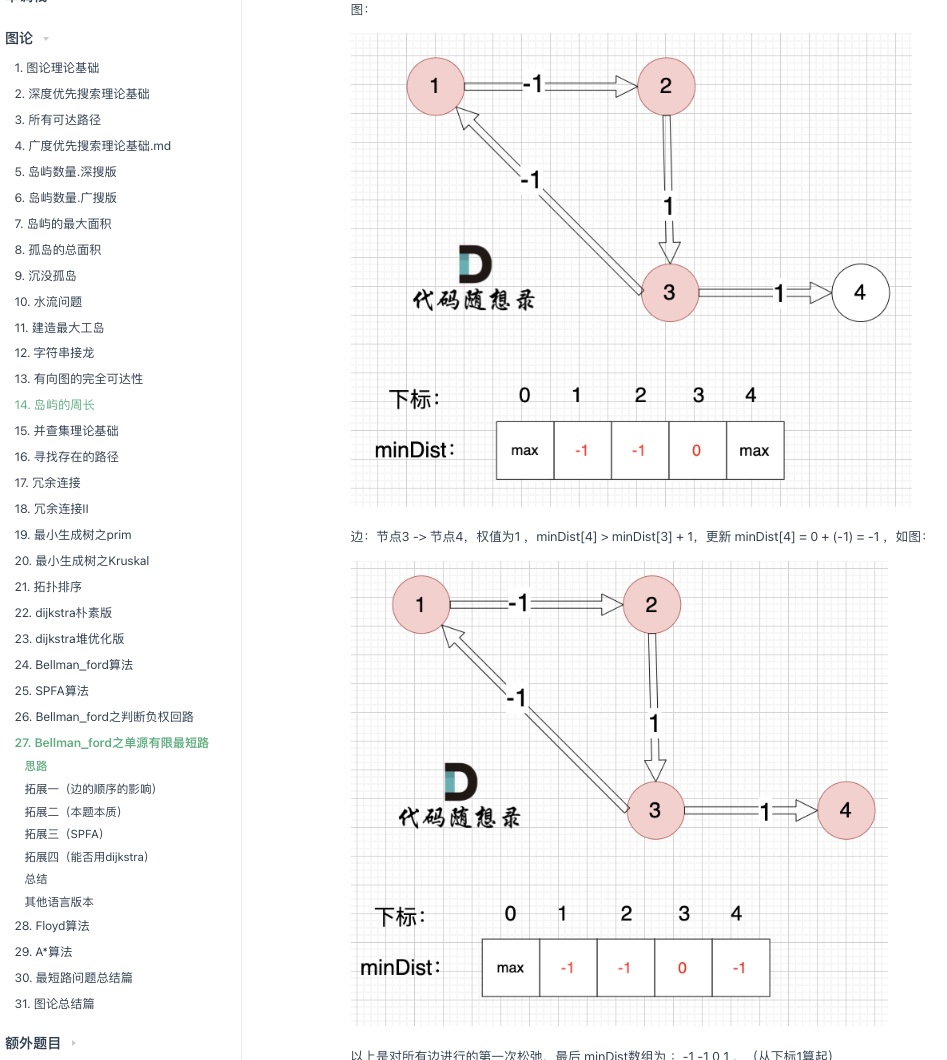 图论
1. 图论理论基础
2. 深度优先搜索理论基础
3. 所有可达路径
4. 广度优先搜索理论基础.md
5. 岛屿数量.深搜版
6. 岛屿数量.广搜版
7. 岛屿的最大面积
8. 孤岛的总面积
9. 沉没孤岛
10. 水流问题
11. 建造最大工岛
12. 字符串接龙
13. 有向图的完全可达性
14. 岛屿的周长
15. 并查集理论基础
16. 寻找存在的路径
17. 冗余连接
18. 冗余连接II
19. 最小生成树之prim
20. 最小生成树之Kruskal
21. 拓扑排序
22. dijkstra朴素版
23. dijkstra堆优化版
24. Bellman_ford算法
25. SPFA算法
26. Bellman_ford之判断负权回路
27. Bellman_ford之单源有限最短路
思路
拓展一（边的顺序的影响）
拓展二（本题本质）
拓展三（SPFA）
拓展四（能否用dijkstra）
总结
其他语言版本
28. Floyd算法
29. A*算法
30. 最短路问题总结篇
31. 图论总结篇
额外题目
图：
1 -1 2
-1
1
3 1 4
代码随想录
下标： 0 1 2 3 4
minDist： max -1 -1 0 max
边：节点3 -> 节点4，权值为1 ，minDist[4] > minDist[3] + 1，更新 minDist[4] = 0 + (-1) = -1 ，如图：
1 -1 2
-1
1
3 1 4
代码随想录
下标： 0 1 2 3 4
minDist： max -1 -1 0 -1
以上是对所有边进行的第一次松弛，最后 minDist数组为 ：-1 -1 0 1 ，（从下标1算起）